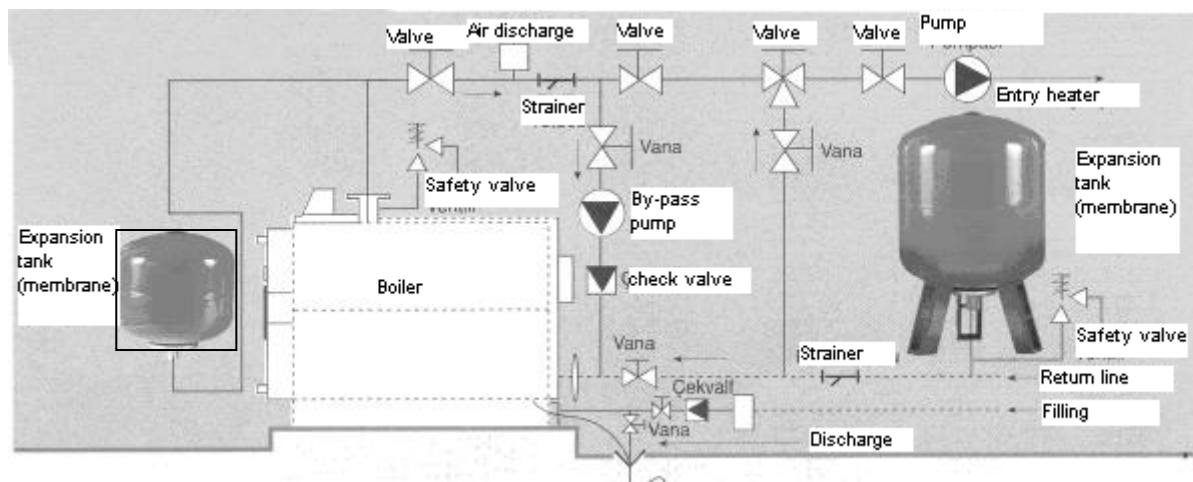 Pump
Valve
Air discharge
Valve
Valve
Valve
Strainer
Entry heater
Vana
Vana
Safety valve
By-pass
pump
Expansion
tank
(membrane)
Expansion
tank
(membrane)
Boiler
check valve
Safety valve
Vana
Strainer
Return line
Çekvalf
Filling
Vana
Discharge